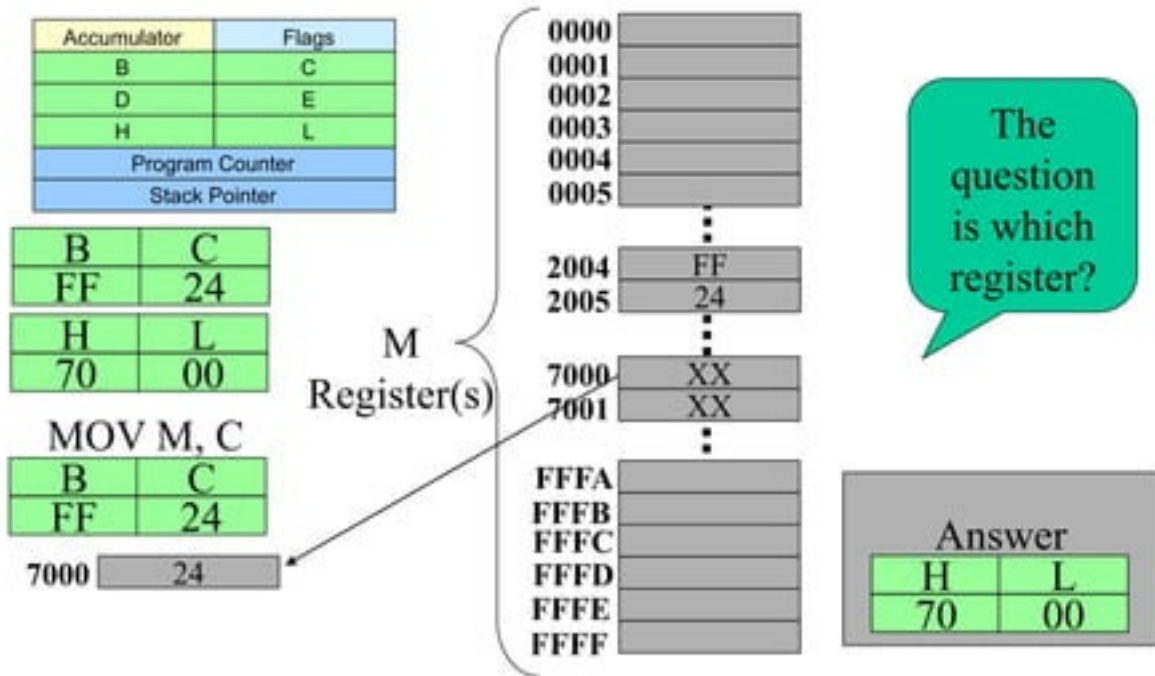 Accumulator Flags
B C
D E
H L
Program Counter
Stack Pointer
B C
FF 24
H L
70 00
MOV M, C
B C
FF 24
7000 24
M
Register(s)
0000
0001
0002
0003
0004
0005
2004 FF
2005 24
7000 XX
7001 XX
FFFA
FFFB
FFFC
FFFD
FFFE
FFFF
The
question
is which
register?
Answer
H L
70 00